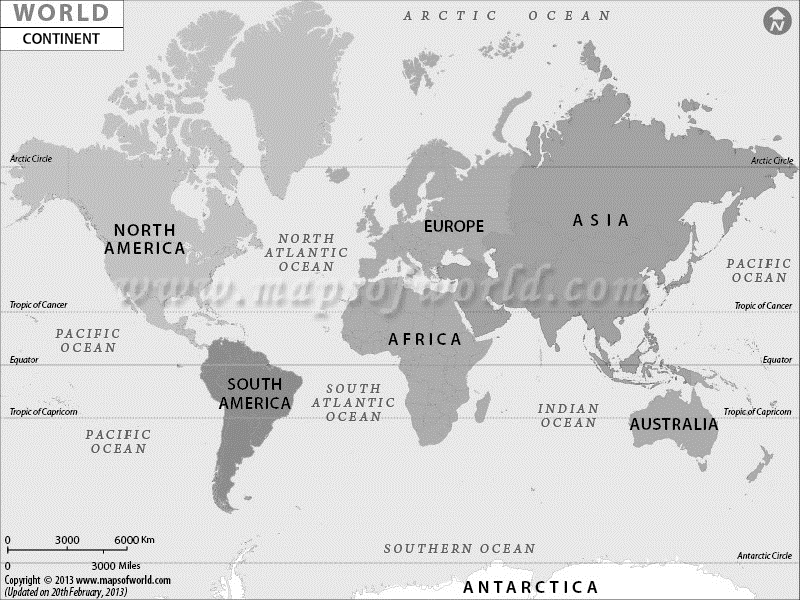 WORLD
CONTINENT
ARCTIC OCEAN
N
Arctic Circle
Arctic Circle
NORTH
AMERICA
EUROPE
ASIA
NORTH
ATLANTIC
OCEAN
PACIFIC
OCEAN
www.mapsofworld.com
Tropic of Cancer
Tropic of Cancer
PACIFIC
OCEAN
AFRICA
Equator
Equator
SOUTH
AMERICA
SOUTH
ATLANTIC
OCEAN
INDIAN
OCEAN
Tropic of Capricorn
Tropic of Capricorn
AUSTRALIA
PACIFIC
OCEAN
0 3000 6000 Km
0 3000 Miles
SOUTHERN OCEAN
Antarctic Circle
Copyright © 2013 www.mapsofworld.com
(Updated on 20th February, 2013)
ANTARCTICA